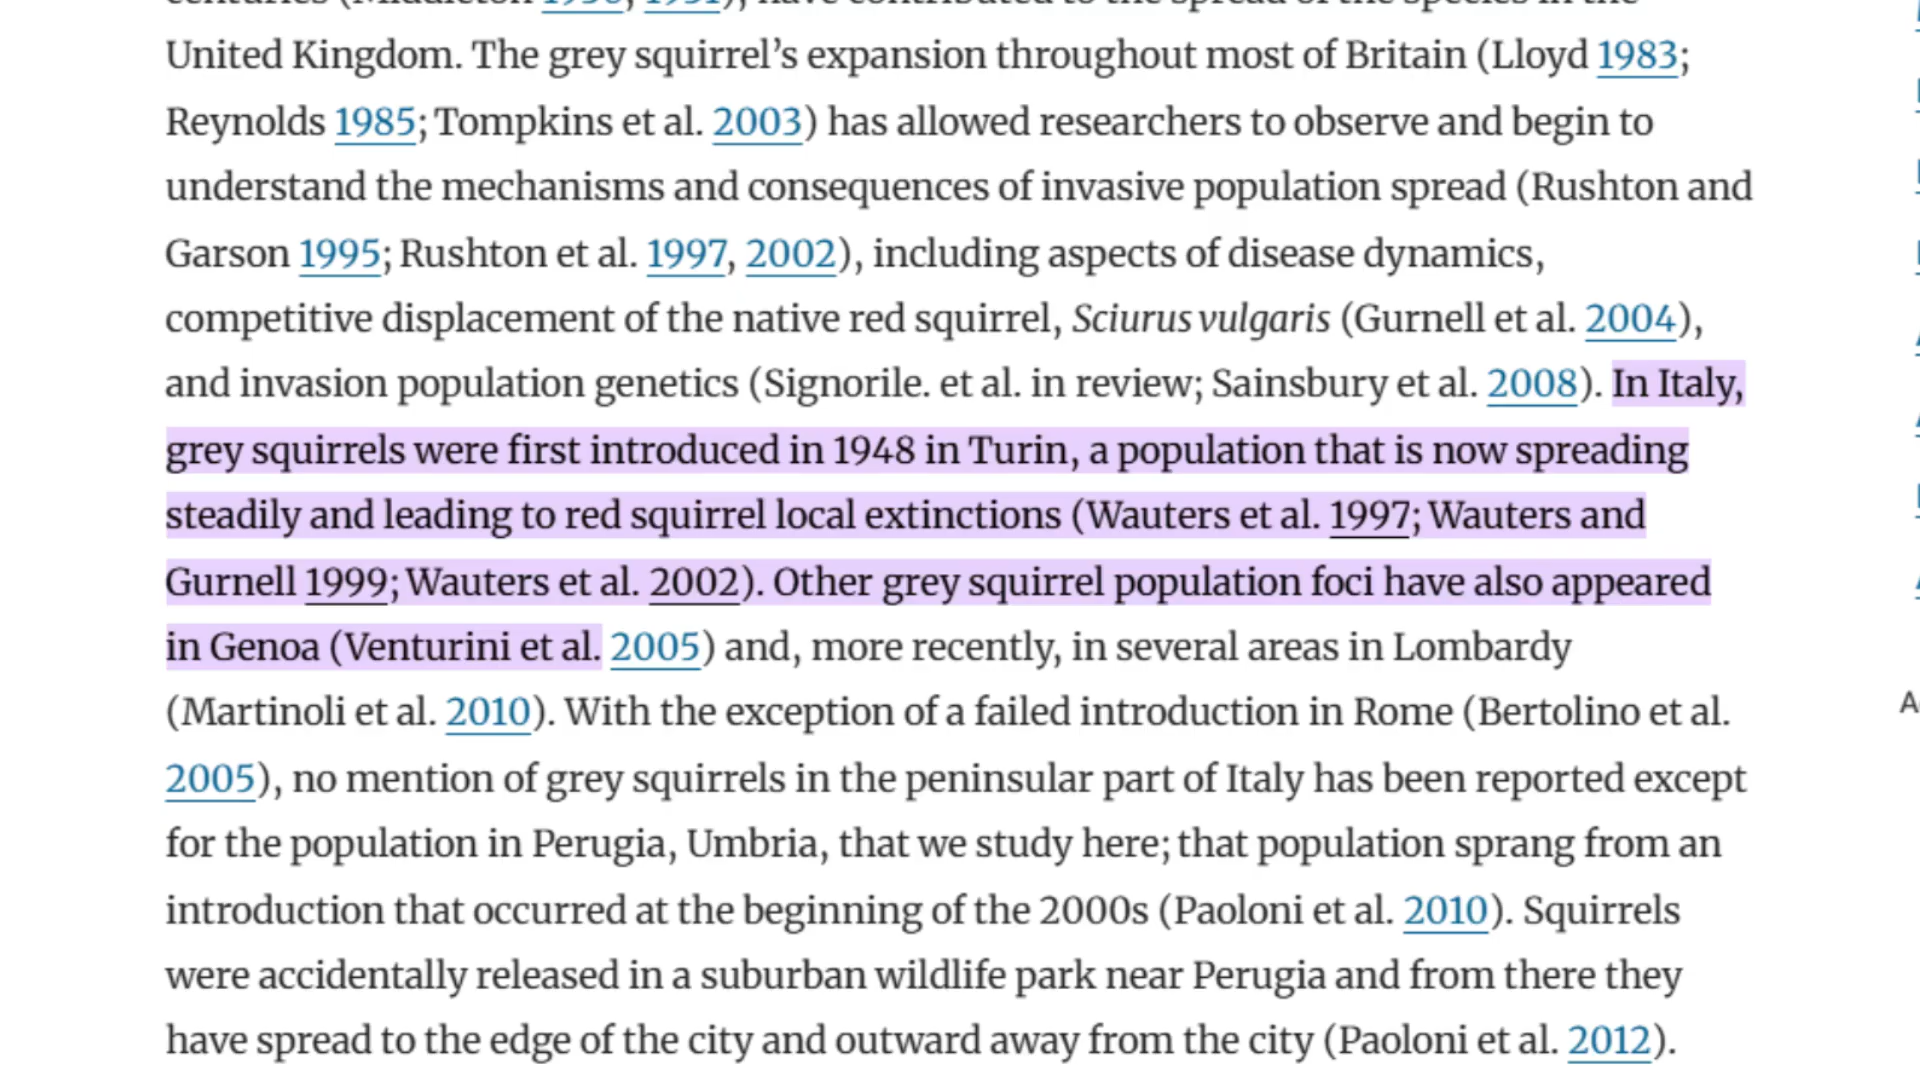 United Kingdom. The grey squirrel’s expansion throughout most of Britain (Lloyd 1983;
Reynolds 1985; Tompkins et al. 2003) has allowed researchers to observe and begin to
understand the mechanisms and consequences of invasive population spread (Rushton and
Garson 1995; Rushton et al. 1997, 2002), including aspects of disease dynamics,
competitive displacement of the native red squirrel, Sciurus vulgaris (Gurnell et al. 2004),
and invasion population genetics (Signorile. et al. in review; Sainsbury et al. 2008). In Italy,
grey squirrels were first introduced in 1948 in Turin, a population that is now spreading
steadily and leading to red squirrel local extinctions (Wauters et al. 1997; Wauters and
Gurnell 1999; Wauters et al. 2002). Other grey squirrel population foci have also appeared
in Genoa (Venturini et al. 2005) and, more recently, in several areas in Lombardy
(Martinoli et al. 2010). With the exception of a failed introduction in Rome (Bertolino et al.
2005), no mention of grey squirrels in the peninsular part of Italy has been reported except
for the population in Perugia, Umbria, that we study here; that population sprang from an
introduction that occurred at the beginning of the 2000s (Paoloni et al. 2010). Squirrels
were accidentally released in a suburban wildlife park near Perugia and from there they
have spread to the edge of the city and outward away from the city (Paoloni et al. 2012).